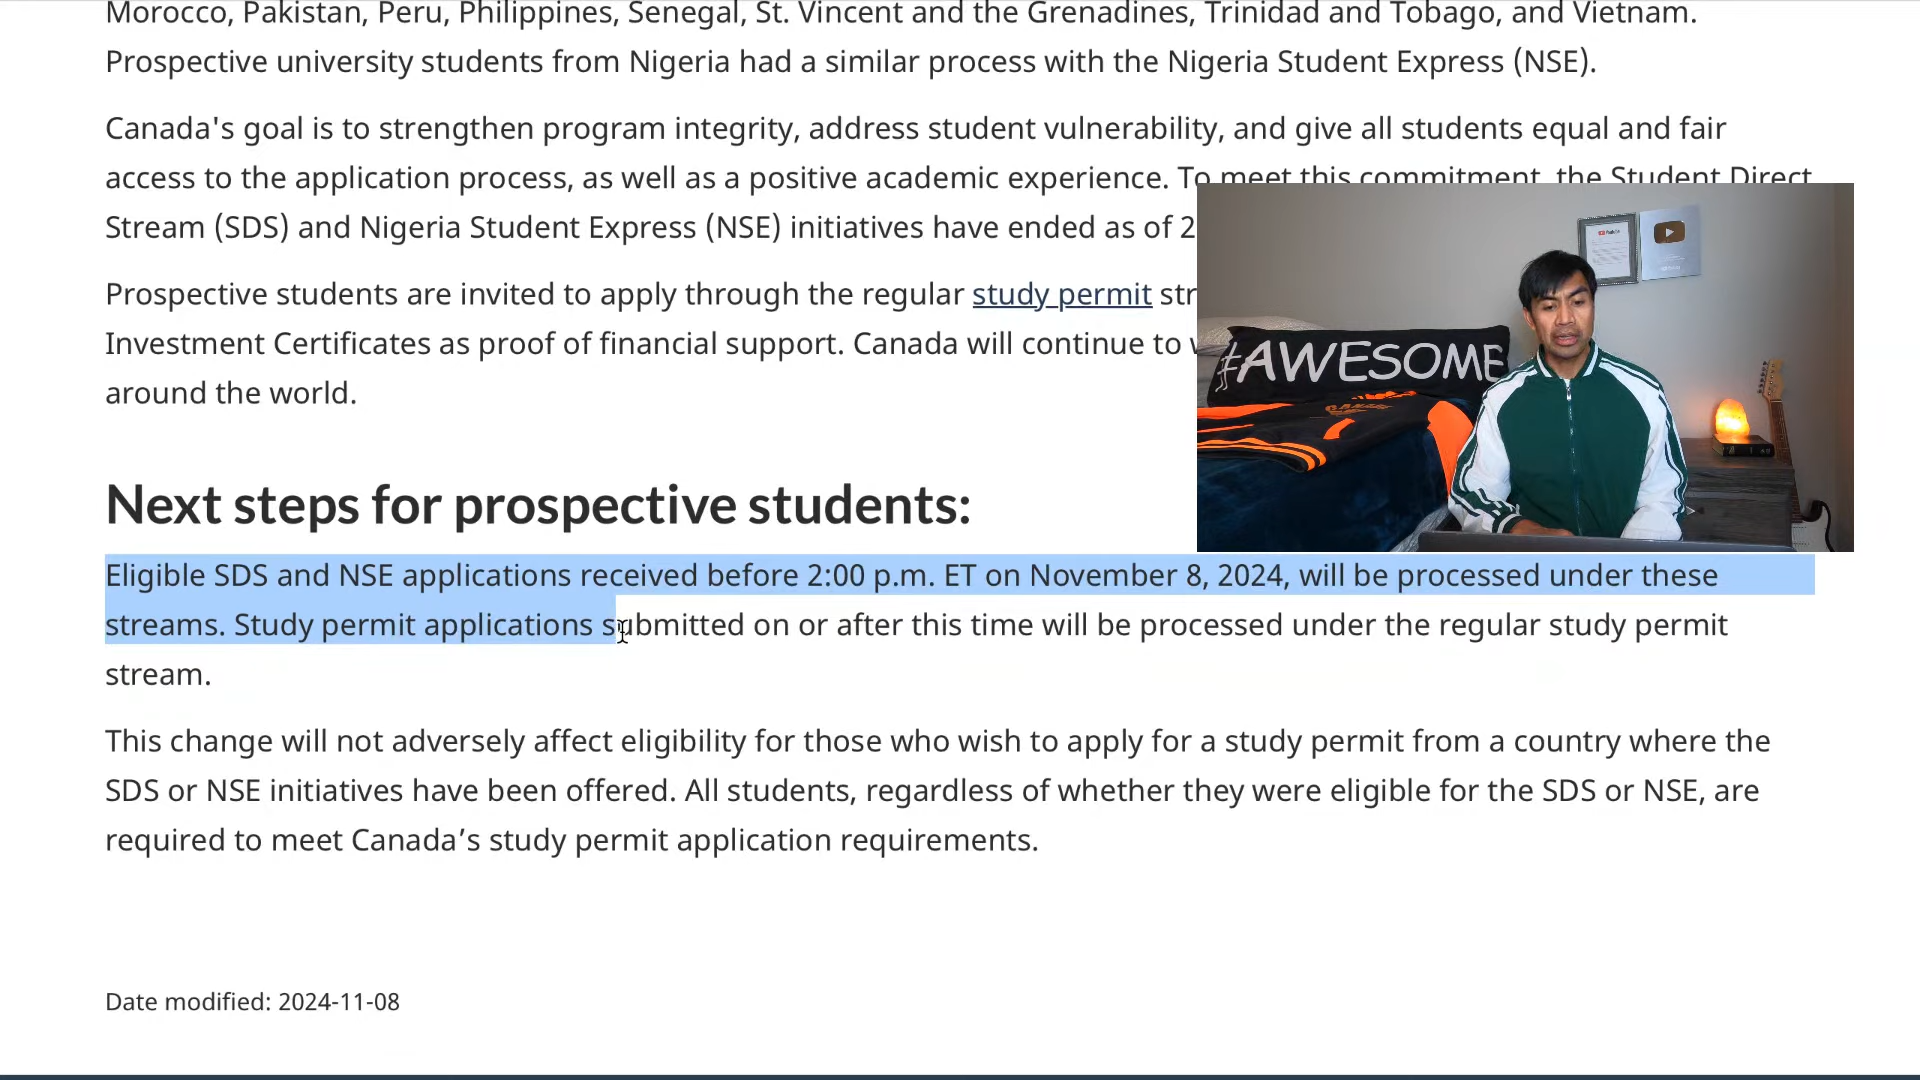 Morocco, Pakistan, Peru, Philippines, Senegal, St. Vincent and the Grenadines, Trinidad and Tobago, and Vietnam.
Prospective university students from Nigeria had a similar process with the Nigeria Student Express (NSE).
Canada's goal is to strengthen program integrity, address student vulnerability, and give all students equal and fair
access to the application process, as well as a positive academic experience. To meet this commitment, the Student Direct
Stream (SDS) and Nigeria Student Express (NSE) initiatives have ended as of 2
Prospective students are invited to apply through the regular study permit str
Investment Certificates as proof of financial support. Canada will continue to
around the world.
#AWESOME
Next steps for prospective students:
Eligible SDS and NSE applications received before 2:00 p.m. ET on November 8, 2024, will be processed under these
streams. Study permit applications submitted on or after this time will be processed under the regular study permit
stream.
This change will not adversely affect eligibility for those who wish to apply for a study permit from a country where the
SDS or NSE initiatives have been offered. All students, regardless of whether they were eligible for the SDS or NSE, are
required to meet Canada’s study permit application requirements.
Date modified: 2024-11-08